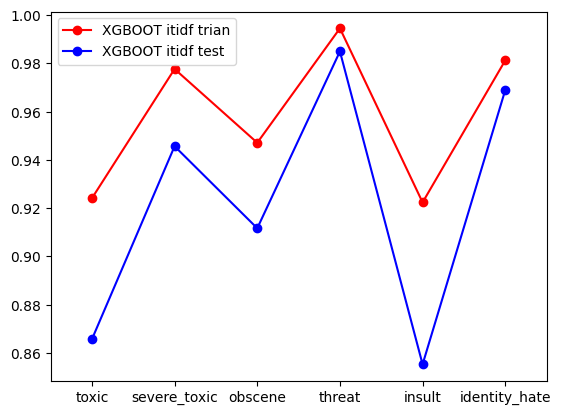 1.00
0.98
0.96
0.94
0.92
0.90
0.88
0.86
XGBOOT itidf trian
XGBOOT itidf test
toxic severe_toxic obscene threat insult identity_hate